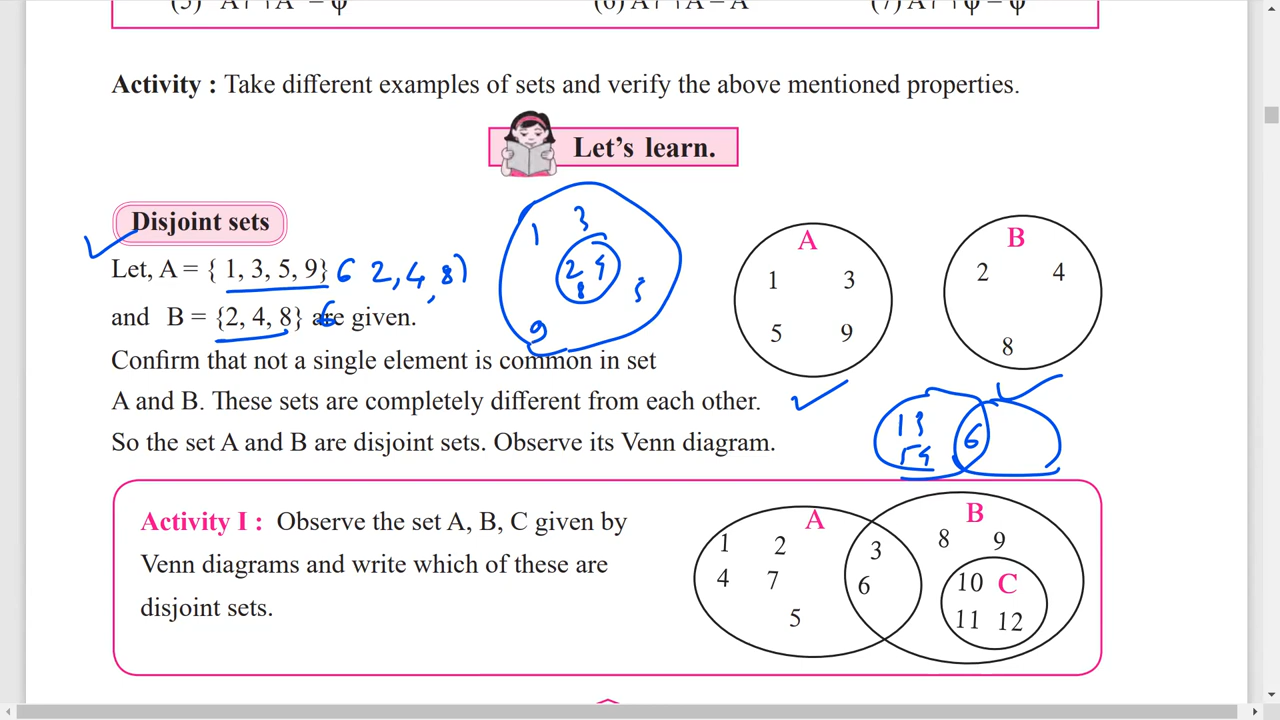 Activity : Take different examples of sets and verify the above mentioned properties.
Let's learn.
Disjoint sets
Let, A = { 1, 3, 5, 9} 6 2, 4, 8)
and B = {2, 4, 8} are given.
6
Confirm that not a single element is common in set
A and B. These sets are completely different from each other.
So the set A and B are disjoint sets. Observe its Venn diagram.
1 3
2 4
8 5
9
A
1 3
5 9
B
2 4
8
1 3
5 9
6
Activity I : Observe the set A, B, C given by
Venn diagrams and write which of these are
disjoint sets.
A B
1 2 3 8 9
4 7 6 10 C
5 11 12